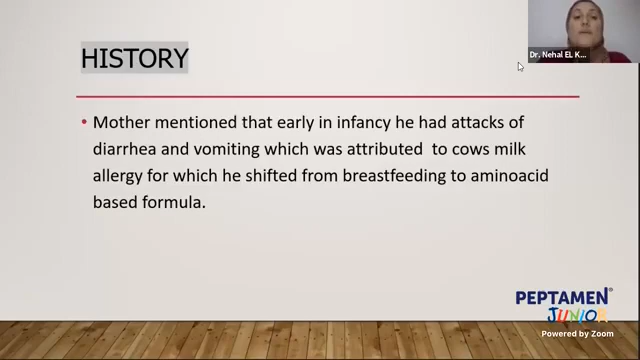 Dr. Nehal EL K...
HISTORY
• Mother mentioned that early in infancy he had attacks of
diarrhea and vomiting which was attributed to cows milk
allergy for which he shifted from breastfeeding to aminoacid
based formula.
PEPTAMEN®
JUNIOR
Powered by Zoom